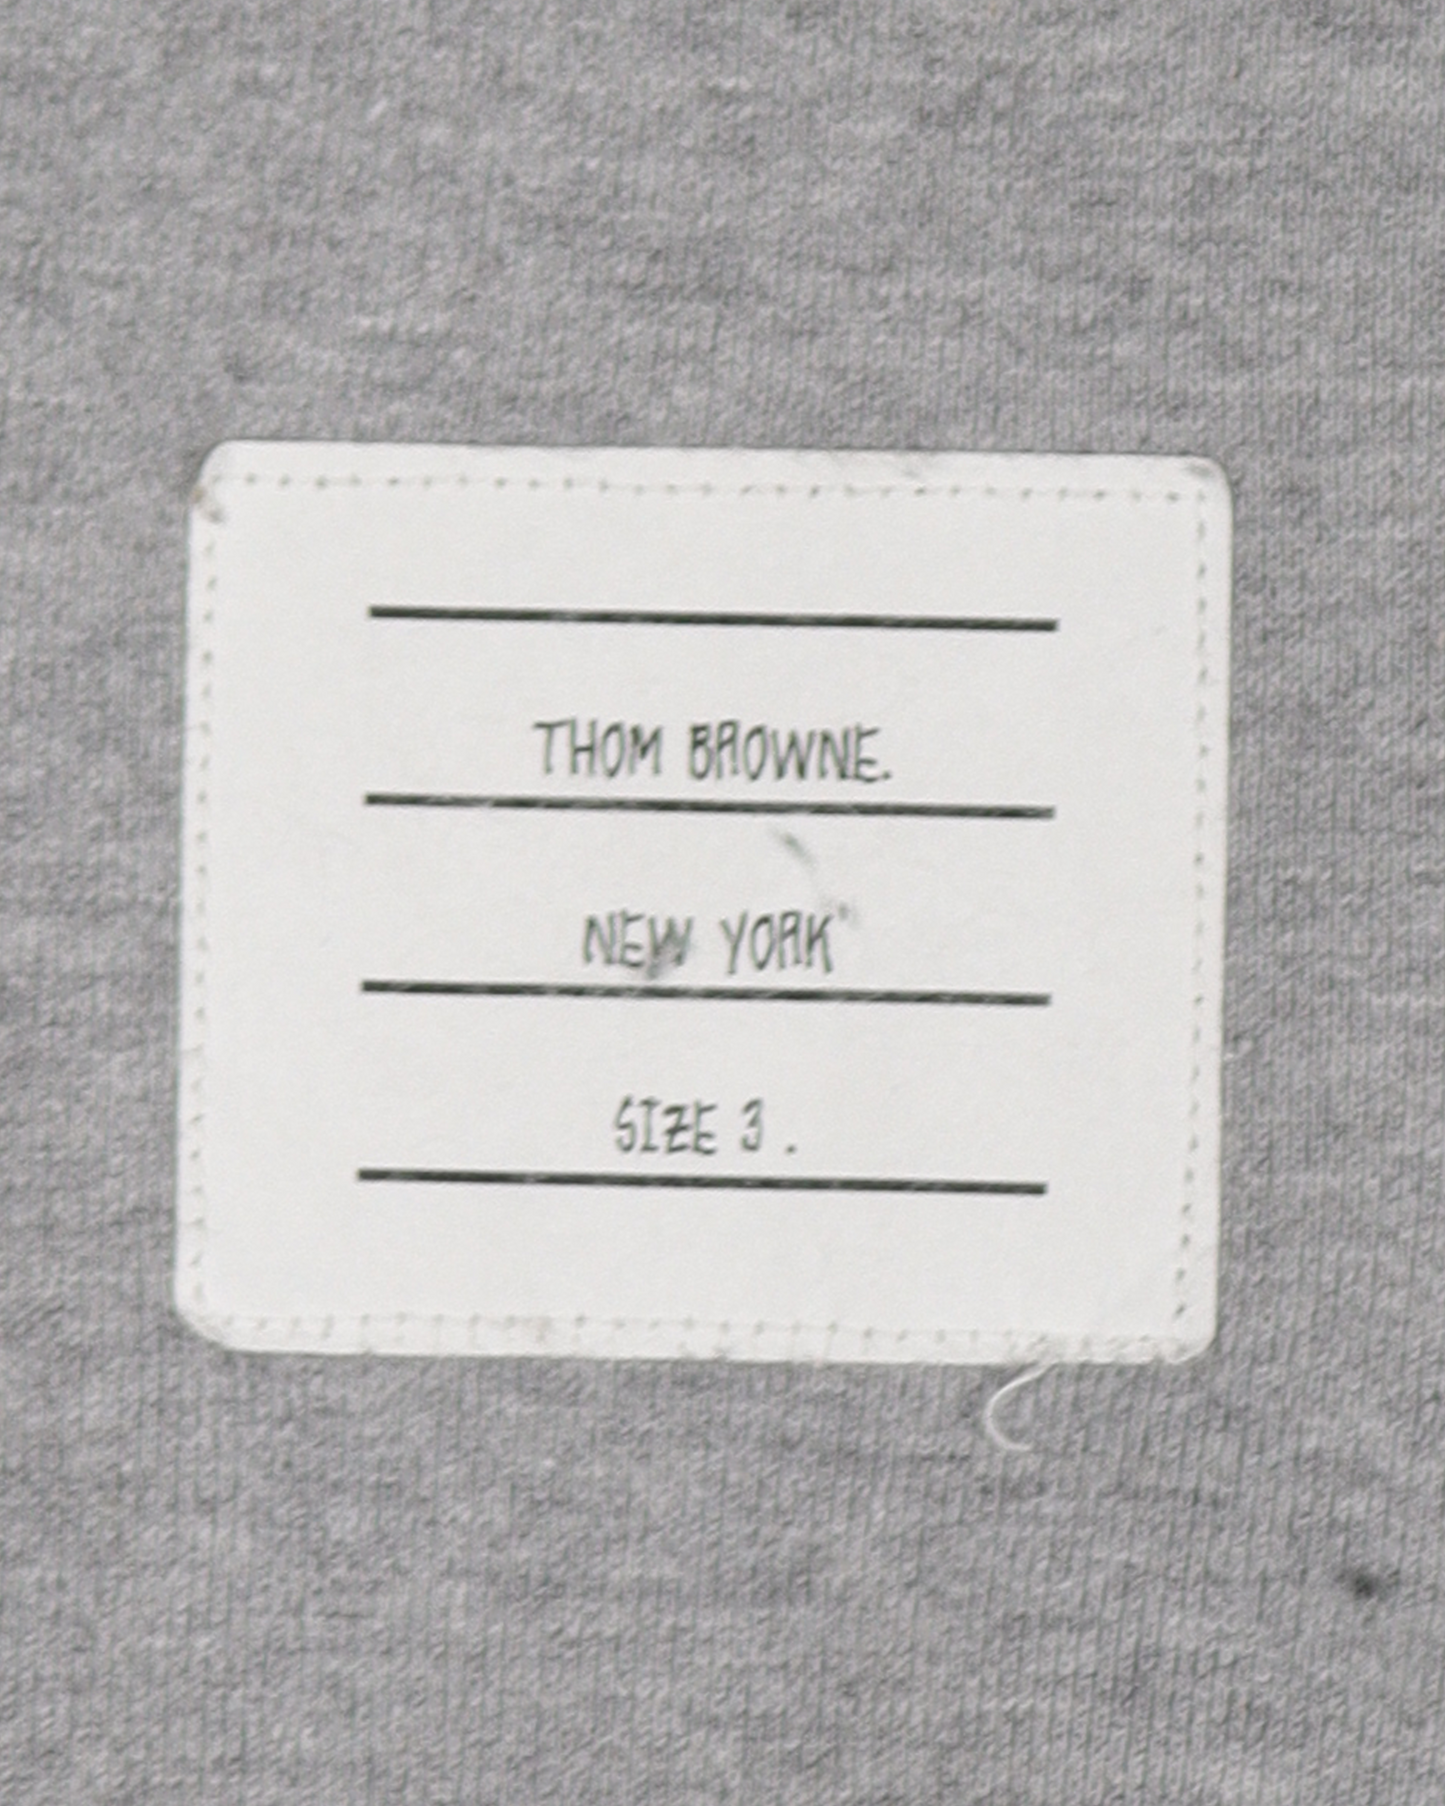 THOM BROWNE.
NEW YORK
SIZE 3 .